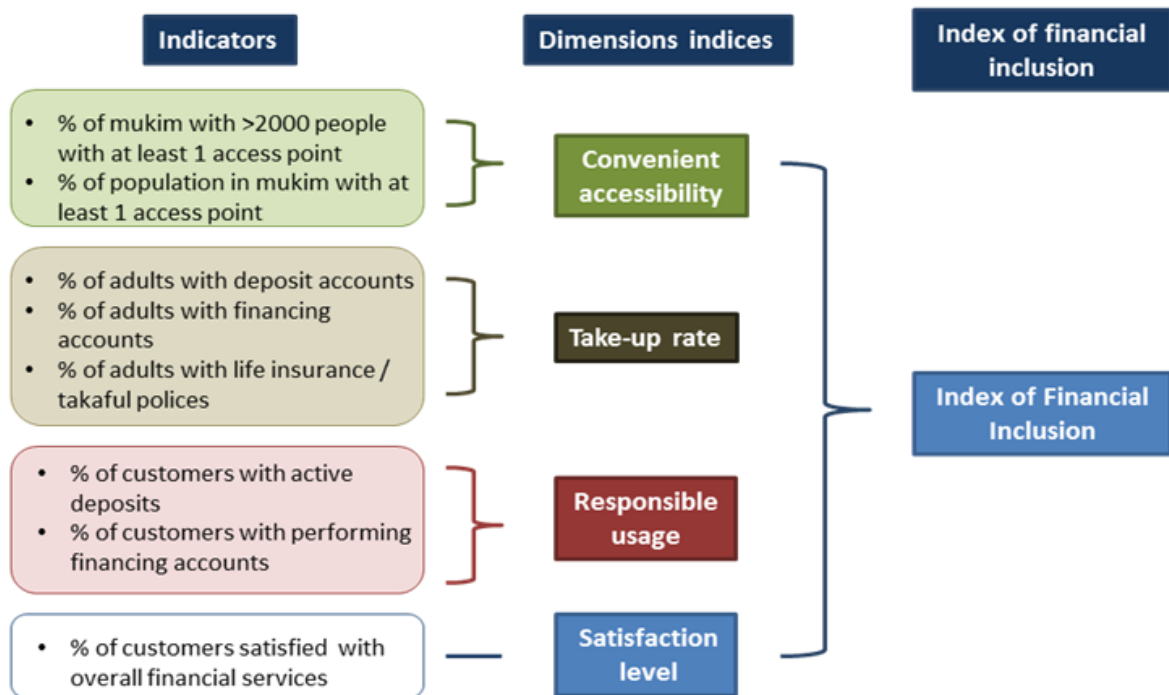 Indicators
Dimensions indices
Index of financial
inclusion
• % of mukim with >2000 people
with at least 1 access point
• % of population in mukim with at
least 1 access point
Convenient
accessibility
• % of adults with deposit accounts
• % of adults with financing
accounts
• % of adults with life insurance /
takaful polices
Take-up rate
Index of Financial
Inclusion
• % of customers with active
deposits
• % of customers with performing
financing accounts
Responsible
usage
• % of customers satisfied with
overall financial services
Satisfaction
level